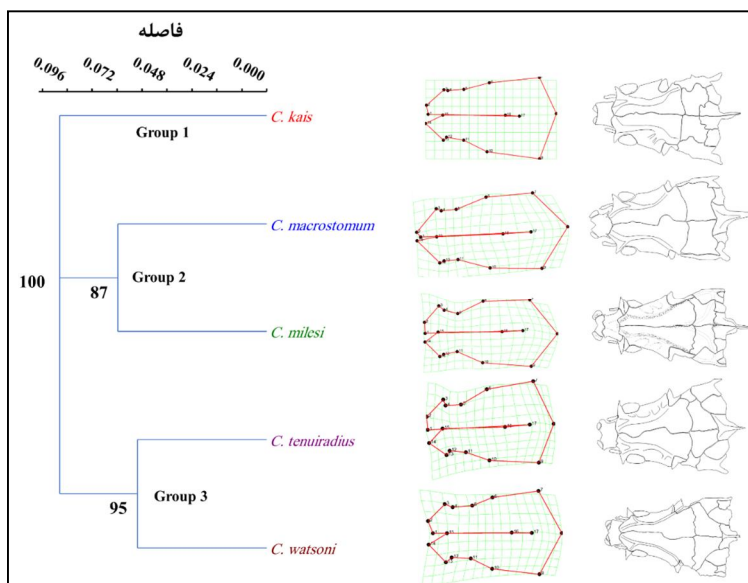 فاصله
0.096 0.072 0.048 0.024 0.000
C. kais
Group 1
C. macrostomum
100
87
Group 2
C. milesi
C. tenuiradius
95
Group 3
C. watsoni